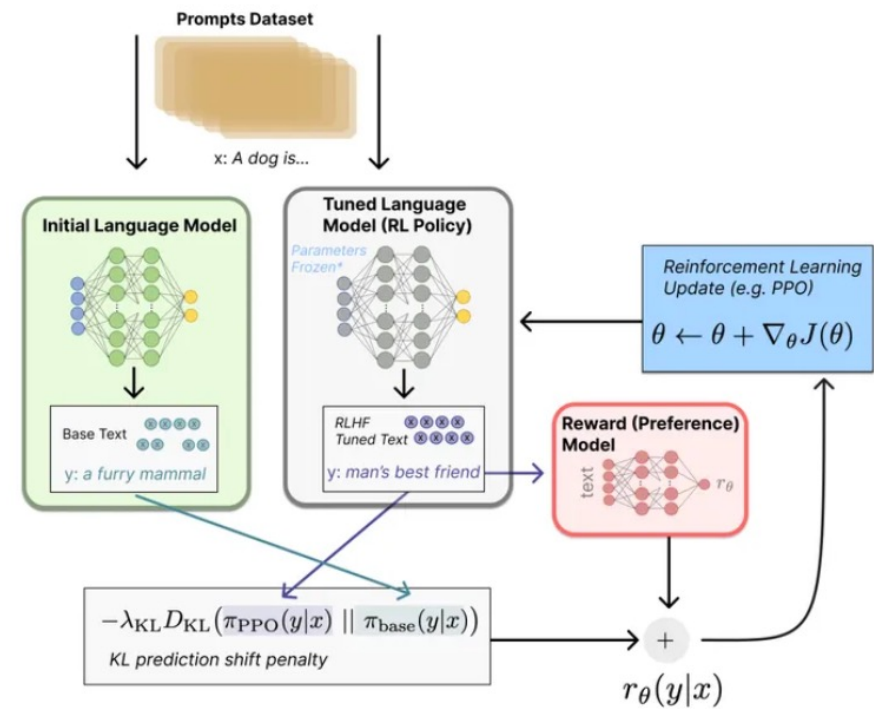 Prompts Dataset
x: A dog is...
Initial Language Model
Tuned Language
Model (RL Policy)
Parameters
Frozen*
Reinforcement Learning
Update (e.g. PPO)
θ ← θ + ∇θJ(θ)
Base Text
x x x x
x x x x
y: a furry mammal
RLHF
Tuned Text
x x x x
x x x x
y: man's best friend
Reward (Preference)
Model
text
rθ
−λKL DKL(πPPO(y|x) || πbase(y|x))
KL prediction shift penalty
+
rθ(y|x)